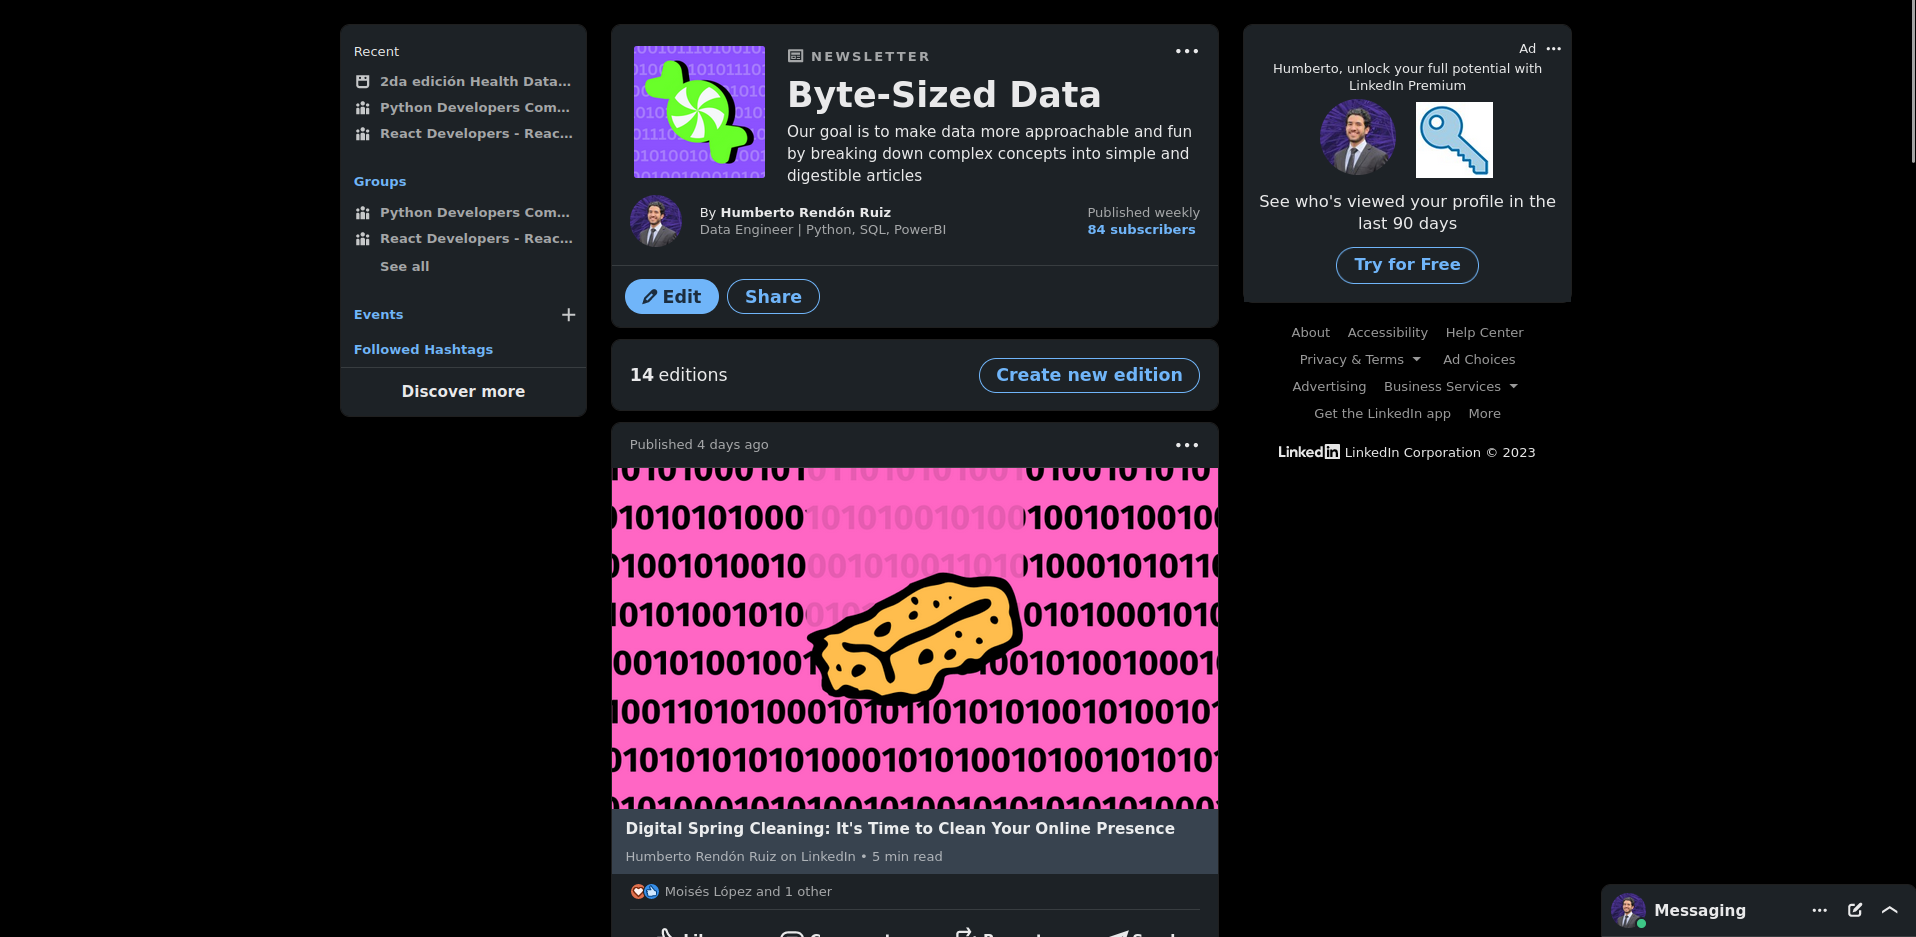 Recent
2da edición Health Data...
Python Developers Com...
React Developers - Reac...
Groups
Python Developers Com...
React Developers - Reac...
See all
Events
Followed Hashtags
Discover more
NEWSLETTER
Byte-Sized Data
Our goal is to make data more approachable and fun
by breaking down complex concepts into simple and
digestible articles
By Humberto Rendón Ruiz
Data Engineer | Python, SQL, PowerBI
Published weekly
84 subscribers
Edit
Share
14 editions
Create new edition
Published 4 days ago
Digital Spring Cleaning: It's Time to Clean Your Online Presence
Humberto Rendón Ruiz on LinkedIn • 5 min read
Moisés López and 1 other
Ad
Humberto, unlock your full potential with
LinkedIn Premium
See who's viewed your profile in the
last 90 days
Try for Free
About Accessibility Help Center
Privacy & Terms Ad Choices
Advertising Business Services
Get the LinkedIn app More
LinkedIn LinkedIn Corporation © 2023
Messaging